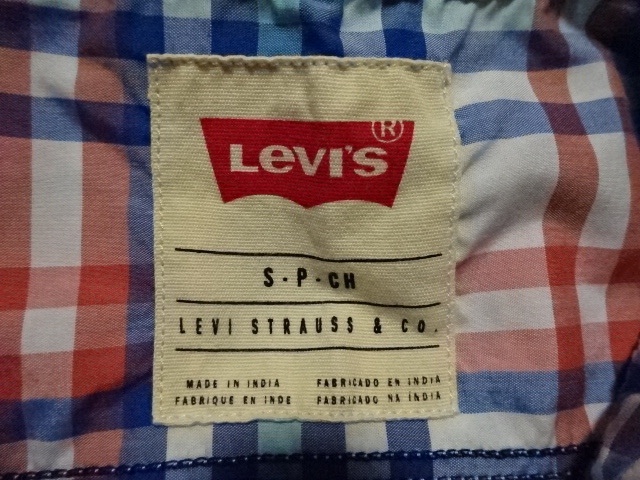 LEVI'S ®
S - P - CH
LEVI STRAUSS & CO.
MADE IN INDIA FABRICADO EN INDIA
FABRIQUE EN INDE FABRICADO NA INDIA